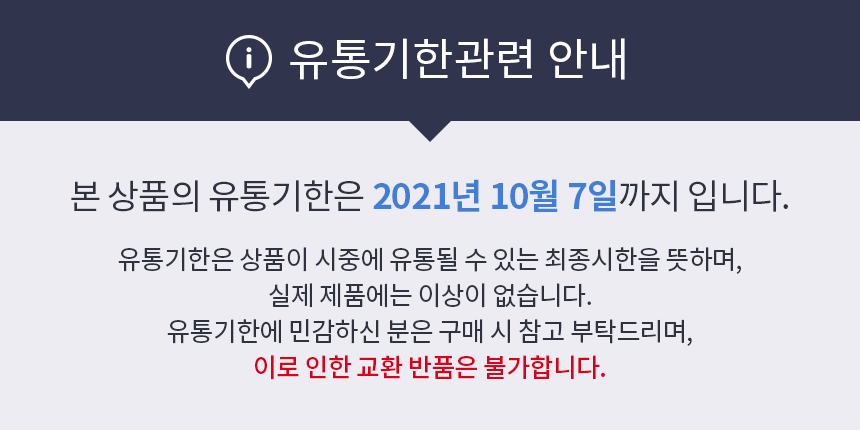 유통기한관련 안내
본 상품의 유통기한은 2021년 10월 7일까지 입니다.
유통기한은 상품이 시중에 유통될 수 있는 최종시한을 뜻하며,
실제 제품에는 이상이 없습니다.
유통기한에 민감하신 분은 구매 시 참고 부탁드리며,
이로 인한 교환 반품은 불가합니다.